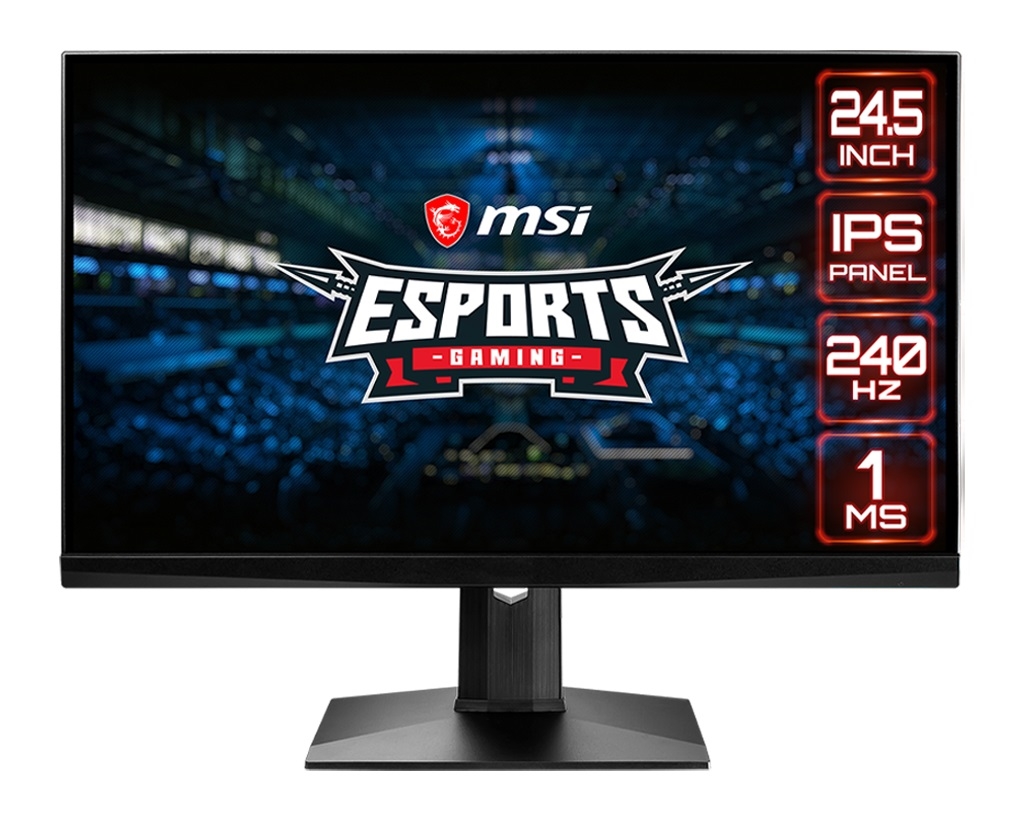 msi
ESPORTS
-GAMING-
24.5
INCH
IPS
PANEL
240
HZ
1
MS